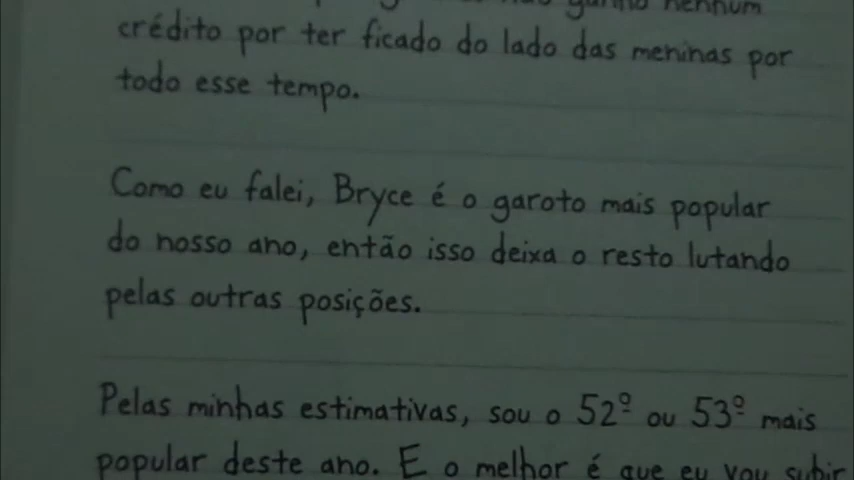 ganho nenhum
crédito por ter ficado do lado das meninas por
todo esse tempo.
Como eu falei, Bryce é o garoto mais popular
do nosso ano, então isso deixa o resto lutando
pelas outras posições.
Pelas minhas estimativas, sou o 52º ou 53º mais
popular deste ano. E o melhor é que eu vou subir